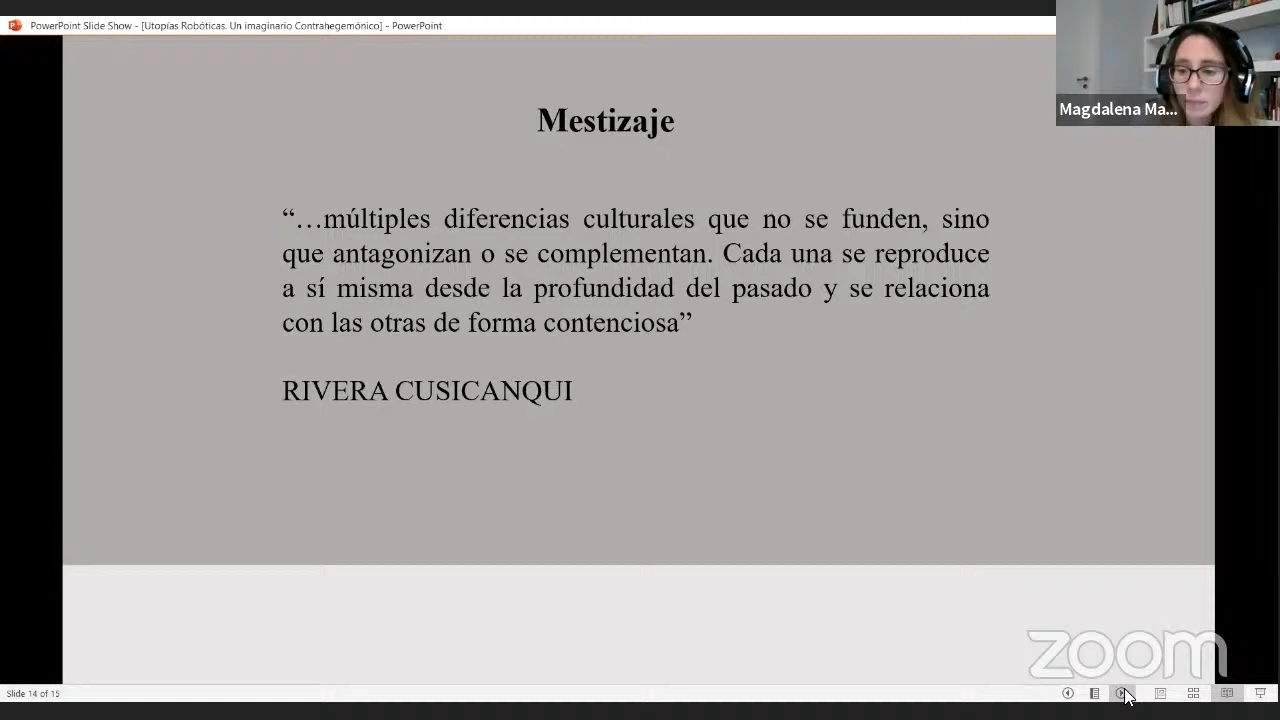 PowerPoint Slide Show - [Utopías Robóticas. Un imaginario Contrahegemónico] - PowerPoint
Magdalena Ma...
Mestizaje
“…múltiples diferencias culturales que no se funden, sino
que antagonizan o se complementan. Cada una se reproduce
a sí misma desde la profundidad del pasado y se relaciona
con las otras de forma contenciosa”
RIVERA CUSICANQUI
zoom
Slide 14 of 15